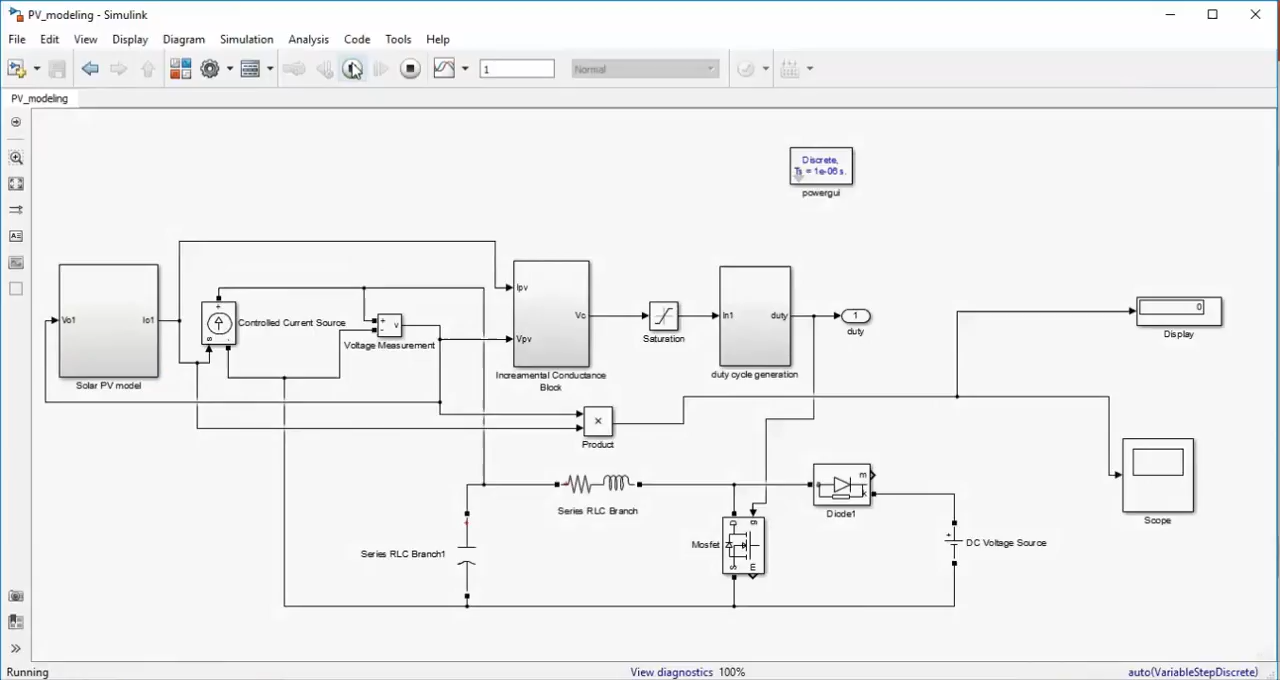 PV_modeling - Simulink
File Edit View Display Diagram Simulation Analysis Code Tools Help
1 Normal
PV_modeling
Discrete,
Ts = 1e-06 s.
powergui
Vo1 Io1
Solar PV model
+
s -
Controlled Current Source
+ v
-
Voltage Measurement
Ipv
Vc
Vpv
Increamental Conductance
Block
Saturation
In1 duty
duty cycle generation
1
duty
0
Display
×
Product
Scope
Series RLC Branch
a m
k
Diode1
D g
Mosfet
S m
+
DC Voltage Source
+
Series RLC Branch1
Running View diagnostics 100% auto(VariableStepDiscrete)